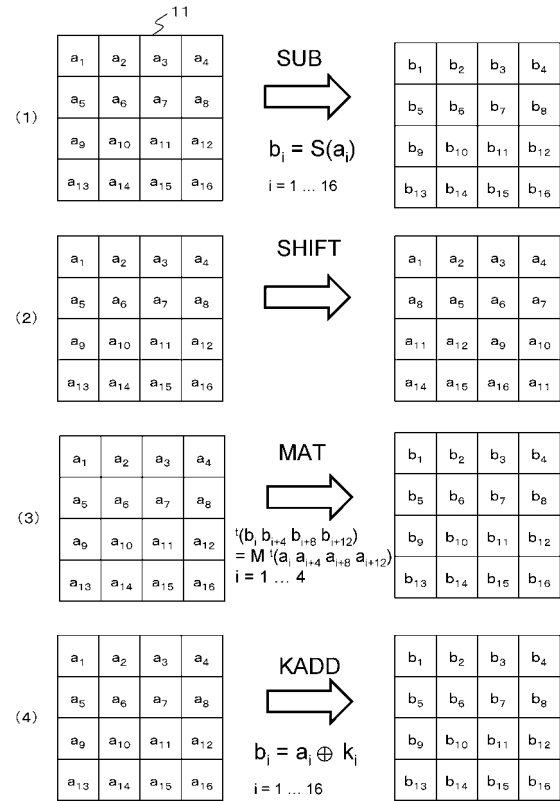 11
a₁ a₂ a₃ a₄ SUB b₁ b₂ b₃ b₄
a₅ a₆ a₇ a₈ b₅ b₆ b₇ b₈
(1)
a₉ a₁₀ a₁₁ a₁₂ bᵢ = S(aᵢ) b₉ b₁₀ b₁₁ b₁₂
a₁₃ a₁₄ a₁₅ a₁₆ i = 1 ... 16 b₁₃ b₁₄ b₁₅ b₁₆
a₁ a₂ a₃ a₄ SHIFT a₁ a₂ a₃ a₄
a₅ a₆ a₇ a₈ a₈ a₅ a₆ a₇
(2)
a₉ a₁₀ a₁₁ a₁₂ a₁₁ a₁₂ a₉ a₁₀
a₁₃ a₁₄ a₁₅ a₁₆ a₁₄ a₁₅ a₁₆ a₁₁
a₁ a₂ a₃ a₄ MAT b₁ b₂ b₃ b₄
a₅ a₆ a₇ a₈ b₅ b₆ b₇ b₈
(3)
ᵗ(bᵢ bᵢ₊₄ bᵢ₊₈ bᵢ₊₁₂)
a₉ a₁₀ a₁₁ a₁₂ = M ᵗ(aᵢ aᵢ₊₄ aᵢ₊₈ aᵢ₊₁₂) b₉ b₁₀ b₁₁ b₁₂
a₁₃ a₁₄ a₁₅ a₁₆ i = 1 ... 4 b₁₃ b₁₄ b₁₅ b₁₆
a₁ a₂ a₃ a₄ KADD b₁ b₂ b₃ b₄
a₅ a₆ a₇ a₈ b₅ b₆ b₇ b₈
(4)
a₉ a₁₀ a₁₁ a₁₂ bᵢ = aᵢ ⊕ kᵢ b₉ b₁₀ b₁₁ b₁₂
a₁₃ a₁₄ a₁₅ a₁₆ i = 1 ... 16 b₁₃ b₁₄ b₁₅ b₁₆